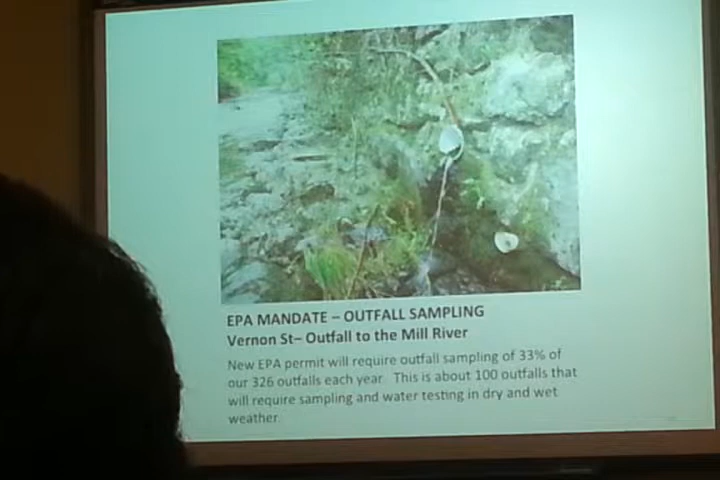 EPA MANDATE – OUTFALL SAMPLING
Vernon St– Outfall to the Mill River
New EPA permit will require outfall sampling of 33% of
our 326 outfalls each year. This is about 100 outfalls that
will require sampling and water testing in dry and wet
weather.